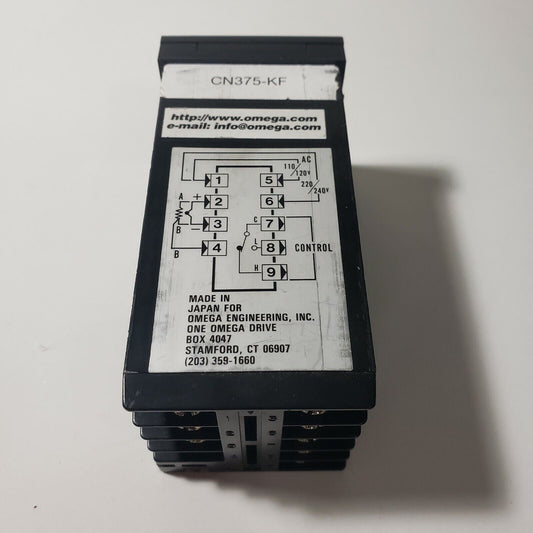 CN375-KF
http://www.omega.com
e-mail: info@omega.com
AC
110 120V
220 240V
1 5
A + 2 6
B - 3 7 C
B 4 8 L CONTROL
9 H
MADE IN
JAPAN FOR
OMEGA ENGINEERING, INC.
ONE OMEGA DRIVE
BOX 4047
STAMFORD, CT 06907
(203) 359-1660